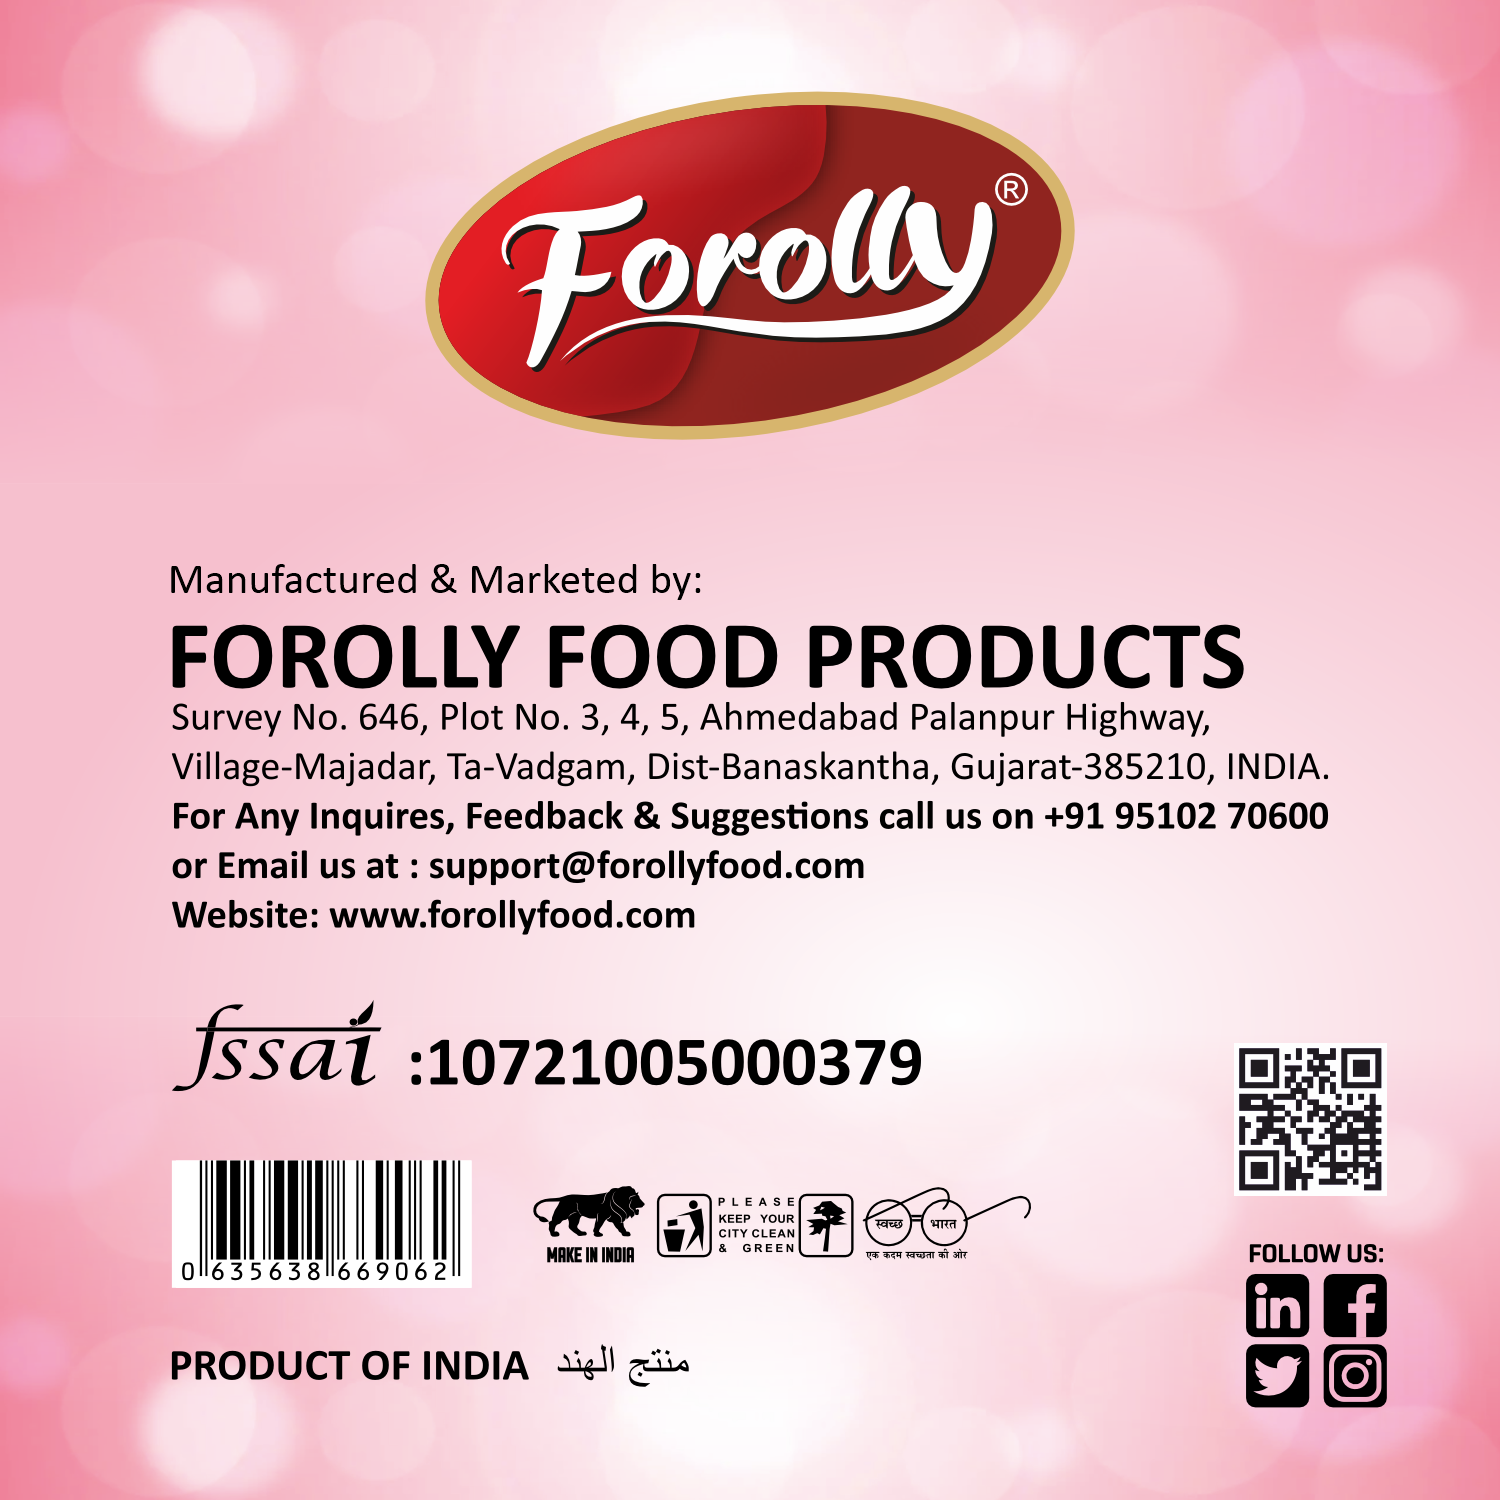 Forolly®
Manufactured & Marketed by:
FOROLLY FOOD PRODUCTS
Survey No. 646, Plot No. 3, 4, 5, Ahmedabad Palanpur Highway,
Village-Majadar, Ta-Vadgam, Dist-Banaskantha, Gujarat-385210, INDIA.
For Any Inquires, Feedback & Suggestions call us on +91 95102 70600
or Email us at : support@forollyfood.com
Website: www.forollyfood.com
fssai :10721005000379
0 635638 669062
MAKE IN INDIA
PLEASE
KEEP YOUR
CITY CLEAN
& GREEN
स्वच्छ भारत
एक कदम स्वच्छता की ओर
FOLLOW US:
in f
PRODUCT OF INDIA منتج الهند